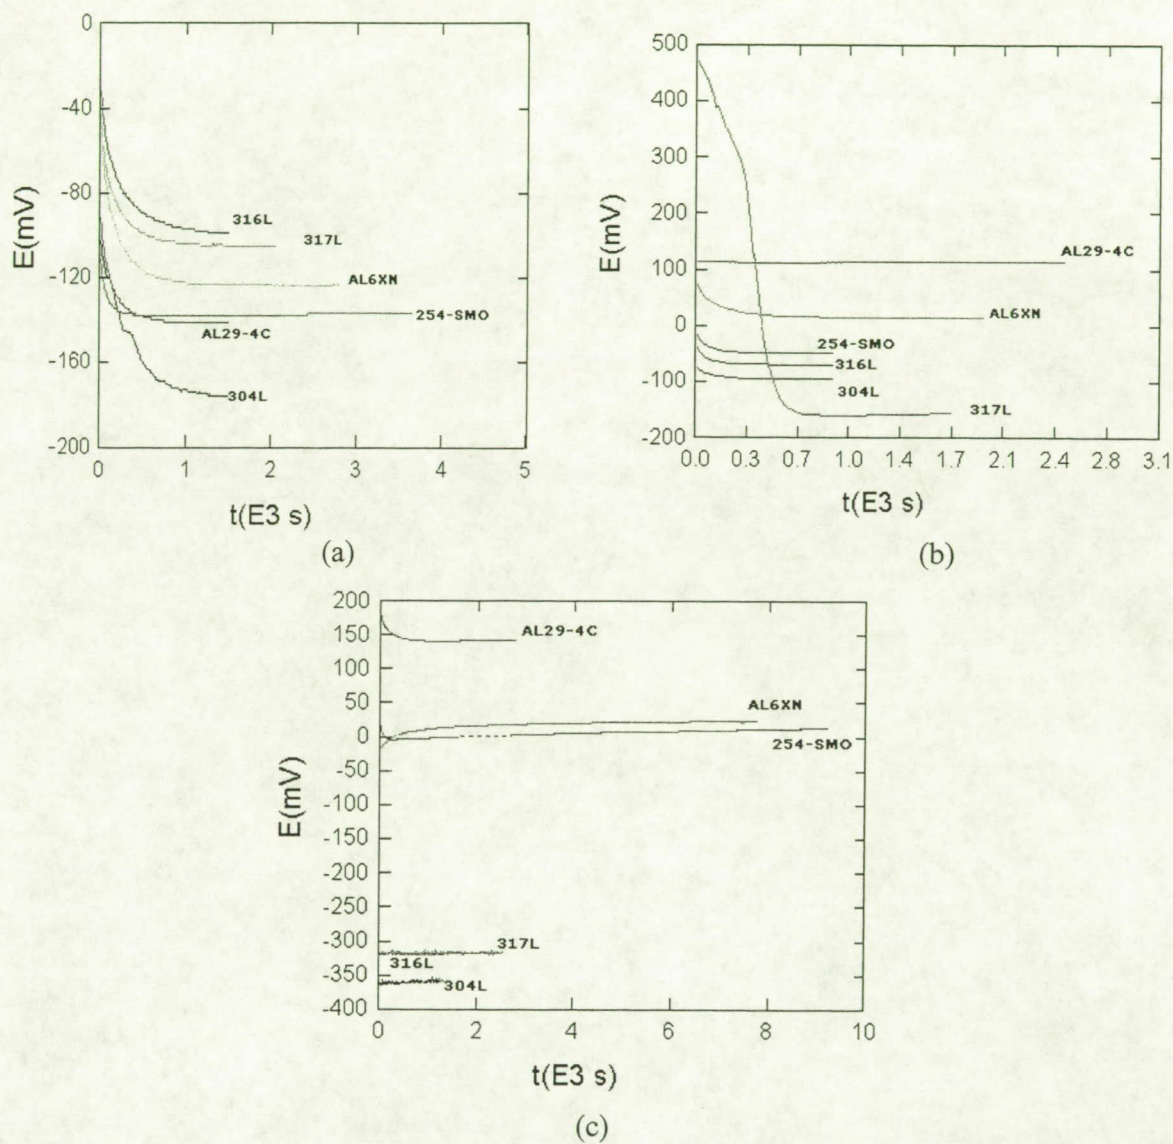 0
-40
-80
-120
-160
-200
E(mV)
316L
317L
AL6XN
254-SMO
AL29-4C
304L
0 1 2 3 4 5
t(E3 s)
(a)
500
400
300
200
100
0
-100
-200
E(mV)
AL29-4C
AL6XN
254-SMO
316L
304L
317L
0.0 0.3 0.7 1.0 1.4 1.7 2.1 2.4 2.8 3.1
t(E3 s)
(b)
200
150
100
50
0
-50
-100
-150
-200
-250
-300
-350
-400
E(mV)
AL29-4C
AL6XN
254-SMO
317L
316L
304L
0 2 4 6 8 10
t(E3 s)
(c)